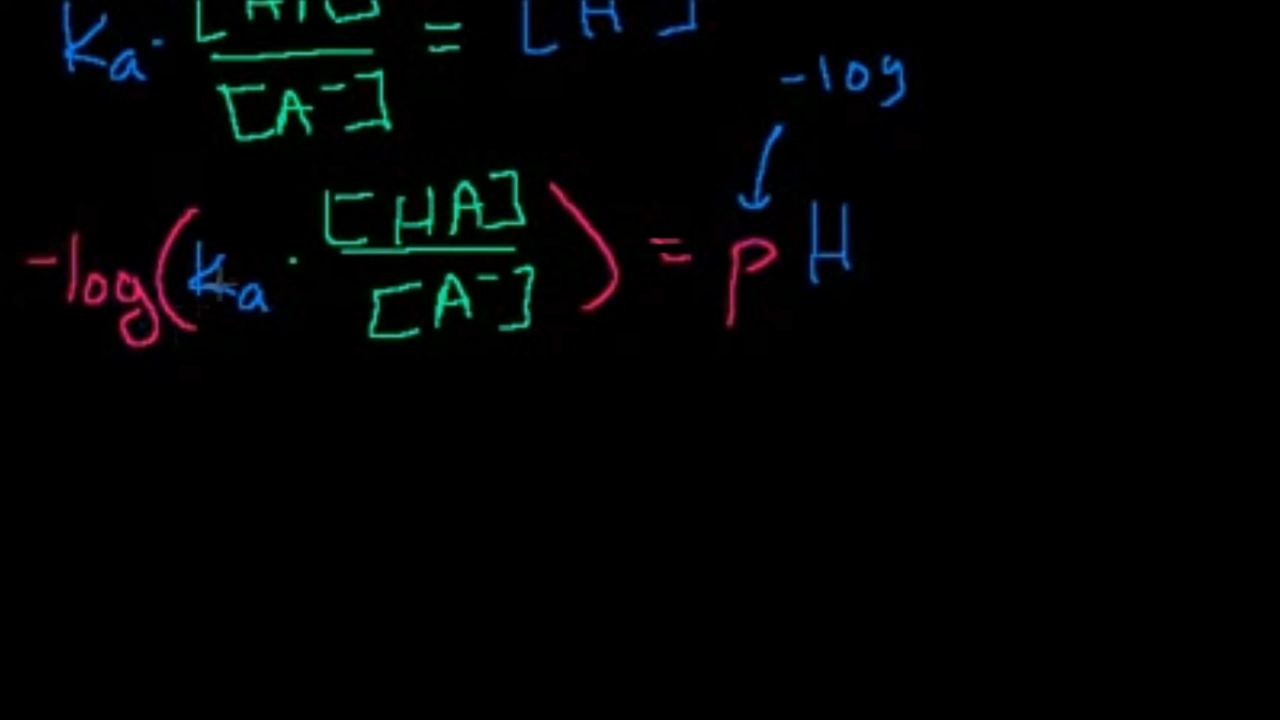 Ka · [HA] / [A⁻] = [H]
-log
-log(Ka · [HA] / [A⁻]) = pH